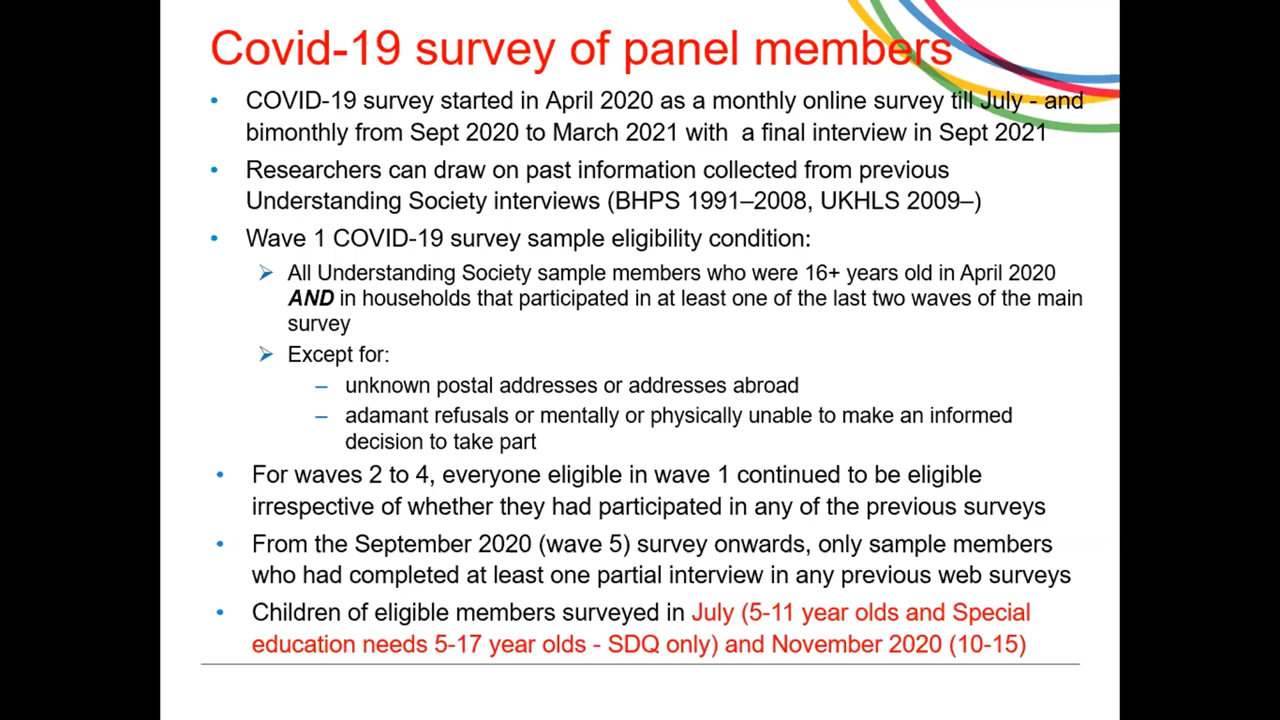 Covid-19 survey of panel members
• COVID-19 survey started in April 2020 as a monthly online survey till July - and
bimonthly from Sept 2020 to March 2021 with a final interview in Sept 2021
• Researchers can draw on past information collected from previous
Understanding Society interviews (BHPS 1991–2008, UKHLS 2009–)
• Wave 1 COVID-19 survey sample eligibility condition:
➢ All Understanding Society sample members who were 16+ years old in April 2020
AND in households that participated in at least one of the last two waves of the main
survey
➢ Except for:
– unknown postal addresses or addresses abroad
– adamant refusals or mentally or physically unable to make an informed
decision to take part
• For waves 2 to 4, everyone eligible in wave 1 continued to be eligible
irrespective of whether they had participated in any of the previous surveys
• From the September 2020 (wave 5) survey onwards, only sample members
who had completed at least one partial interview in any previous web surveys
• Children of eligible members surveyed in July (5-11 year olds and Special
education needs 5-17 year olds - SDQ only) and November 2020 (10-15)